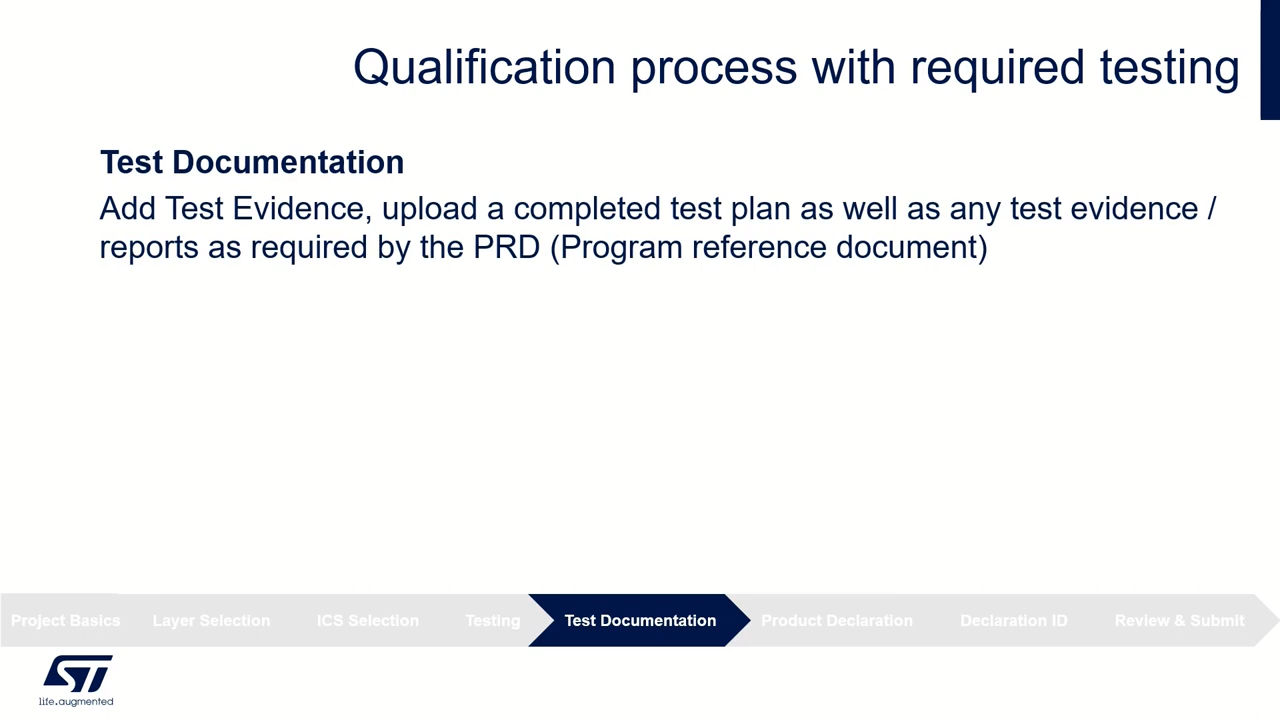 Qualification process with required testing
Test Documentation
Add Test Evidence, upload a completed test plan as well as any test evidence /
reports as required by the PRD (Program reference document)
Project Basics
Layer Selection
ICS Selection
Testing
Test Documentation
Product Declaration
Declaration ID
Review & Submit
ST
life.augmented